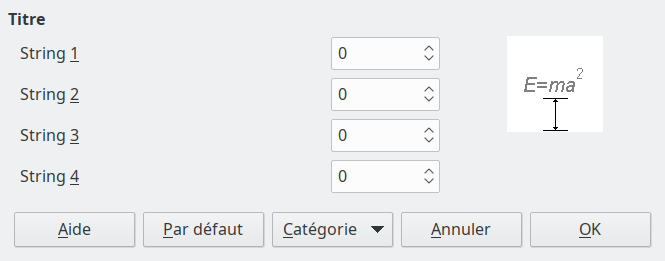 Titre
String 1 0
String 2 0
String 3 0
String 4 0
E=ma²
Aide Par défaut Catégorie Annuler OK